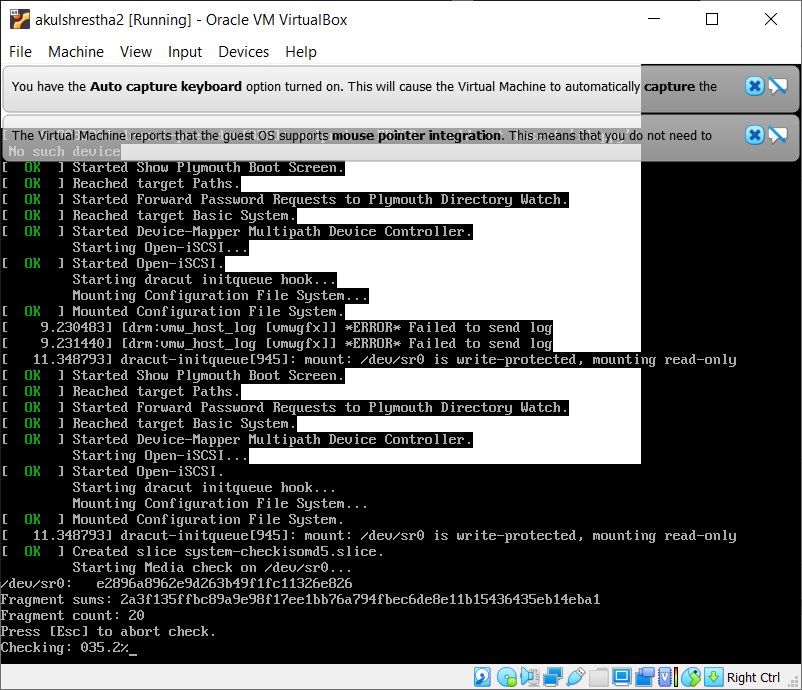 akulshrestha2 [Running] - Oracle VM VirtualBox
File Machine View Input Devices Help
You have the Auto capture keyboard option turned on. This will cause the Virtual Machine to automatically capture the
The Virtual Machine reports that the guest OS supports mouse pointer integration. This means that you do not need to
No such device
[ OK ] Started Show Plymouth Boot Screen.
[ OK ] Reached target Paths.
[ OK ] Started Forward Password Requests to Plymouth Directory Watch.
[ OK ] Reached target Basic System.
[ OK ] Started Device-Mapper Multipath Device Controller.
Starting Open-iSCSI...
[ OK ] Started Open-iSCSI.
Starting dracut initqueue hook...
Mounting Configuration File System...
[ OK ] Mounted Configuration File System.
[ 9.230483] [drm:vmw_host_log [vmwgfx]] *ERROR* Failed to send log
[ 9.231440] [drm:vmw_host_log [vmwgfx]] *ERROR* Failed to send log
[ 11.348793] dracut-initqueue[945]: mount: /dev/sr0 is write-protected, mounting read-only
[ OK ] Started Show Plymouth Boot Screen.
[ OK ] Reached target Paths.
[ OK ] Started Forward Password Requests to Plymouth Directory Watch.
[ OK ] Reached target Basic System.
[ OK ] Started Device-Mapper Multipath Device Controller.
Starting Open-iSCSI...
[ OK ] Started Open-iSCSI.
Starting dracut initqueue hook...
Mounting Configuration File System...
[ OK ] Mounted Configuration File System.
[ 11.348793] dracut-initqueue[945]: mount: /dev/sr0 is write-protected, mounting read-only
[ OK ] Created slice system-checkisomd5.slice.
Starting Media check on /dev/sr0...
/dev/sr0: e2896a8962e9d263b49f1fc11326e826
Fragment sums: 2a3f135ffbc89a9e98f17ee1bb76a794fbec6de8e11b15436435eb14eba1
Fragment count: 20
Press [Esc] to abort check.
Checking: 035.2%_
Right Ctrl